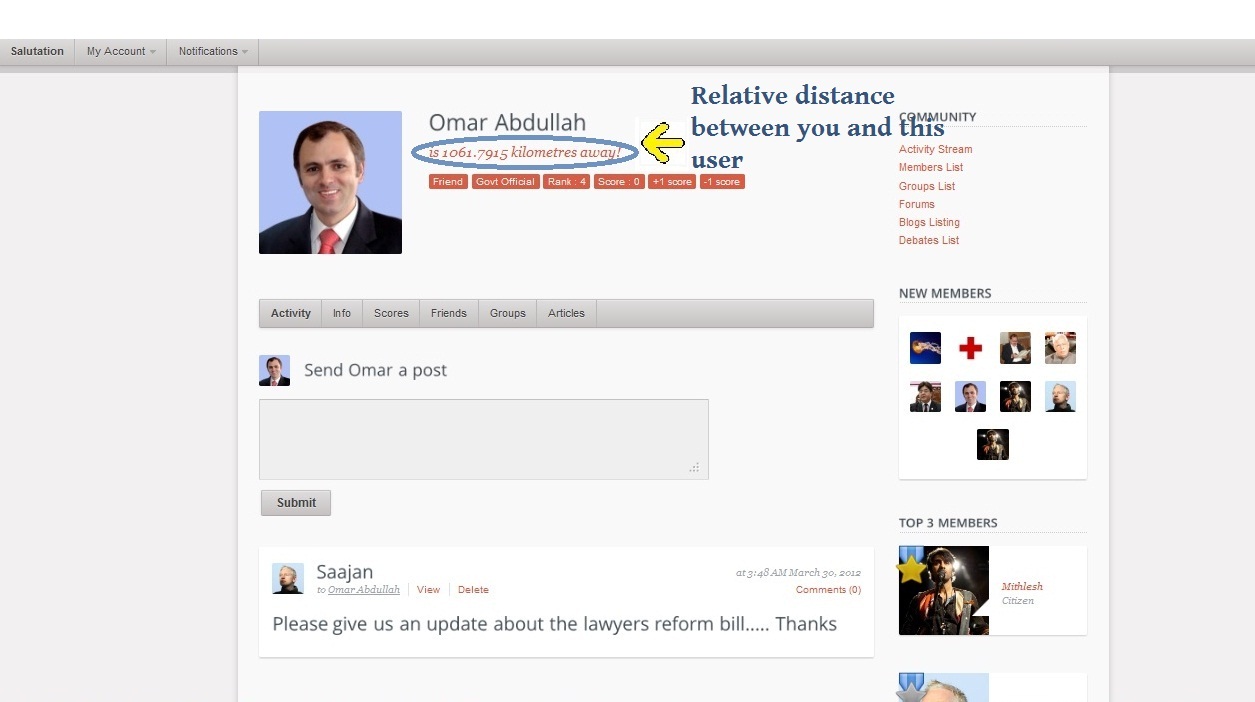 Salutation My Account Notifications
Omar Abdullah
is 1061.7915 kilometres away!
Friend Govt Official Rank : 4 Score : 0 +1 score -1 score
Relative distance
between you and this
user
COMMUNITY
Activity Stream
Members List
Groups List
Forums
Blogs Listing
Debates List
Activity Info Scores Friends Groups Articles
Send Omar a post
Submit
Saajan
to Omar Abdullah View Delete
at 3:48 AM March 30, 2012
Comments (0)
Please give us an update about the lawyers reform bill..... Thanks
NEW MEMBERS
TOP 3 MEMBERS
Mithlesh
Citizen